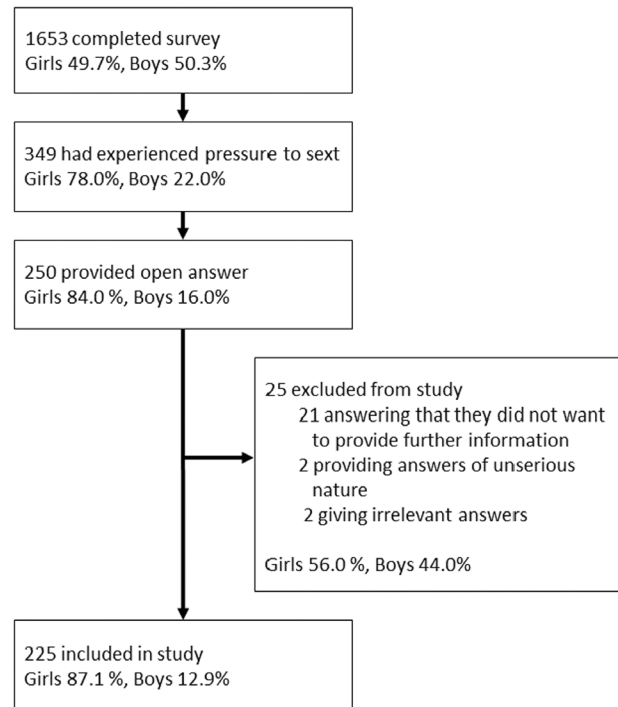 1653 completed survey
Girls 49.7%, Boys 50.3%
349 had experienced pressure to sext
Girls 78.0%, Boys 22.0%
250 provided open answer
Girls 84.0 %, Boys 16.0%
25 excluded from study
21 answering that they did not want
to provide further information
2 providing answers of unserious
nature
2 giving irrelevant answers
Girls 56.0 %, Boys 44.0%
225 included in study
Girls 87.1 %, Boys 12.9%